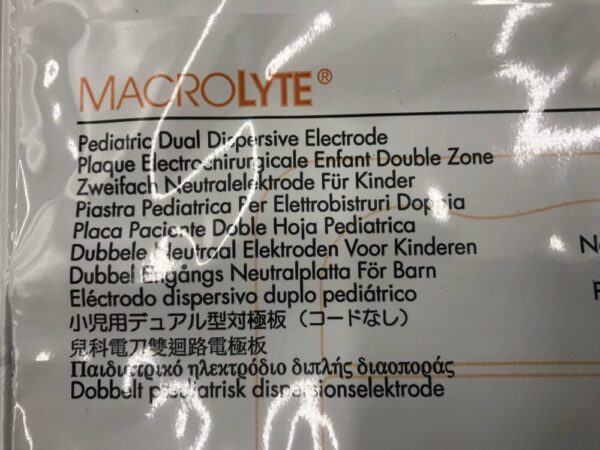 MACROLYTE®
Pediatric Dual Dispersive Electrode
Plaque Electrochirurgicale Enfant Double Zone
Zweifach Neutralelektrode Für Kinder
Piastra Pediatrica Per Elettrobisturi Doppia
Placa Paciente Doble Hoja Pediatrica
Dubbele Neutraal Elektroden Voor Kinderen
Dubbel Engångs Neutralplatta För Barn
Eléctrodo dispersivo duplo pediátrico
小児用デュアル型対極板（コードなし）
兒科電刀雙迴路電極板
Παιδιατρικό ηλεκτρόδιο διπλής διασποράς
Dobbelt pædiatrisk dispersionselektrode